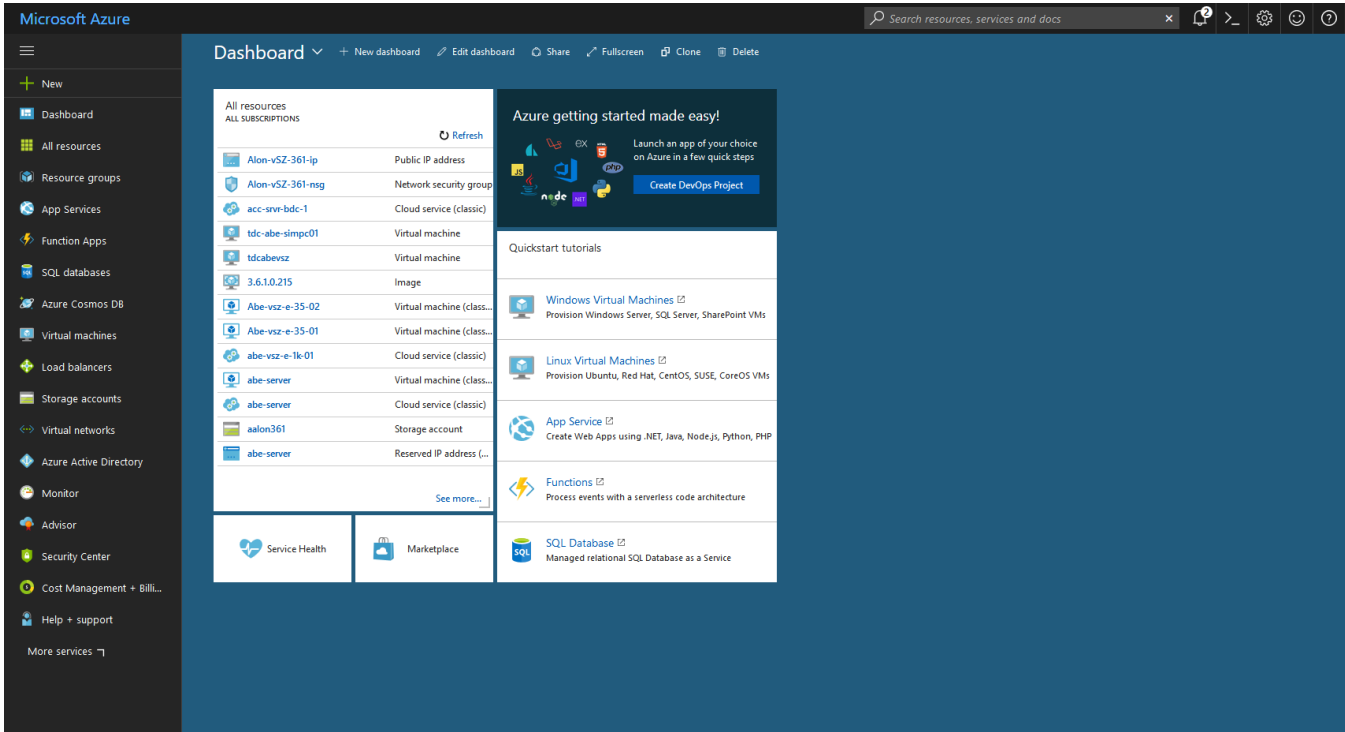 Microsoft Azure
Search resources, services and docs
2
Dashboard
New dashboard
Edit dashboard
Share
Fullscreen
Clone
Delete
New
Dashboard
All resources
Resource groups
App Services
Function Apps
SQL databases
Azure Cosmos DB
Virtual machines
Load balancers
Storage accounts
Virtual networks
Azure Active Directory
Monitor
Advisor
Security Center
Cost Management + Billi...
Help + support
More services
All resources
ALL SUBSCRIPTIONS
Refresh
Alon-vSZ-361-ip Public IP address
Alon-vSZ-361-nsg Network security group
acc-srvr-bdc-1 Cloud service (classic)
tdc-abe-simpc01 Virtual machine
tdcabevsz Virtual machine
3.6.1.0.215 Image
Abe-vsz-e-35-02 Virtual machine (class...
Abe-vsz-e-35-01 Virtual machine (class...
abe-vsz-e-1k-01 Cloud service (classic)
abe-server Virtual machine (class...
abe-server Cloud service (classic)
aalon361 Storage account
abe-server Reserved IP address (...
See more...
Service Health
Marketplace
Azure getting started made easy!
Launch an app of your choice
on Azure in a few quick steps
Create DevOps Project
ex
JS
php
node
.NET
Quickstart tutorials
Windows Virtual Machines
Provision Windows Server, SQL Server, SharePoint VMs
Linux Virtual Machines
Provision Ubuntu, Red Hat, CentOS, SUSE, CoreOS VMs
App Service
Create Web Apps using .NET, Java, Node.js, Python, PHP
Functions
Process events with a serverless code architecture
SQL
SQL Database
Managed relational SQL Database as a Service